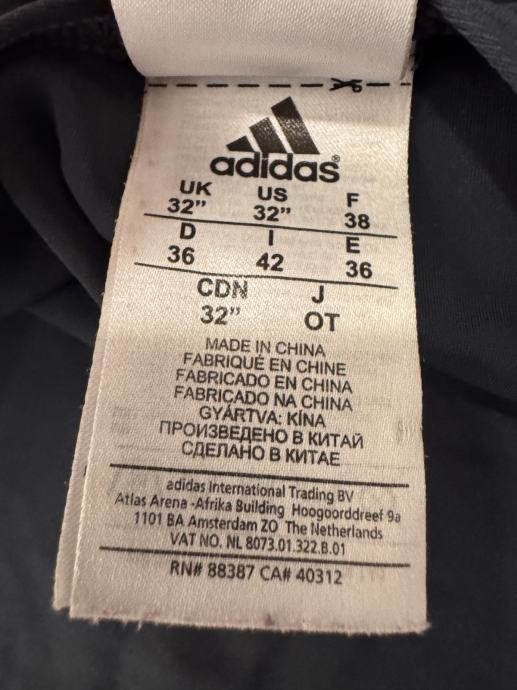 adidas®
UK US F
32” 32” 38
D I E
36 42 36
CDN J
32” OT
MADE IN CHINA
FABRIQUÉ EN CHINE
FABRICADO EN CHINA
FABRICADO NA CHINA
GYÁRTVA: KÍNA
ПРОИЗВЕДЕНО В КИТАЙ
СДЕЛАНО В КИТАЕ
adidas International Trading BV
Atlas Arena -Afrika Building Hoogoorddreef 9a
1101 BA Amsterdam ZO The Netherlands
VAT NO. NL 8073.01.322.B.01
RN# 88387 CA# 40312